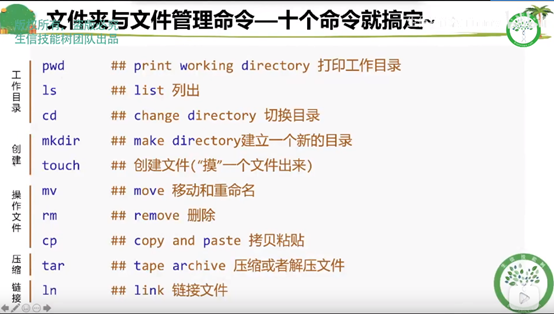 文件夹与文件管理命令—十个命令就搞定~
生信技能树团队出品
工作目录
pwd ## print working directory 打印工作目录
ls ## list 列出
cd ## change directory 切换目录
创建
mkdir ## make directory建立一个新的目录
touch ## 创建文件(“摸”一个文件出来)
操作文件
mv ## move 移动和重命名
rm ## remove 删除
cp ## copy and paste 拷贝粘贴
压缩
tar ## tape archive 压缩或者解压文件
链接
ln ## link 链接文件